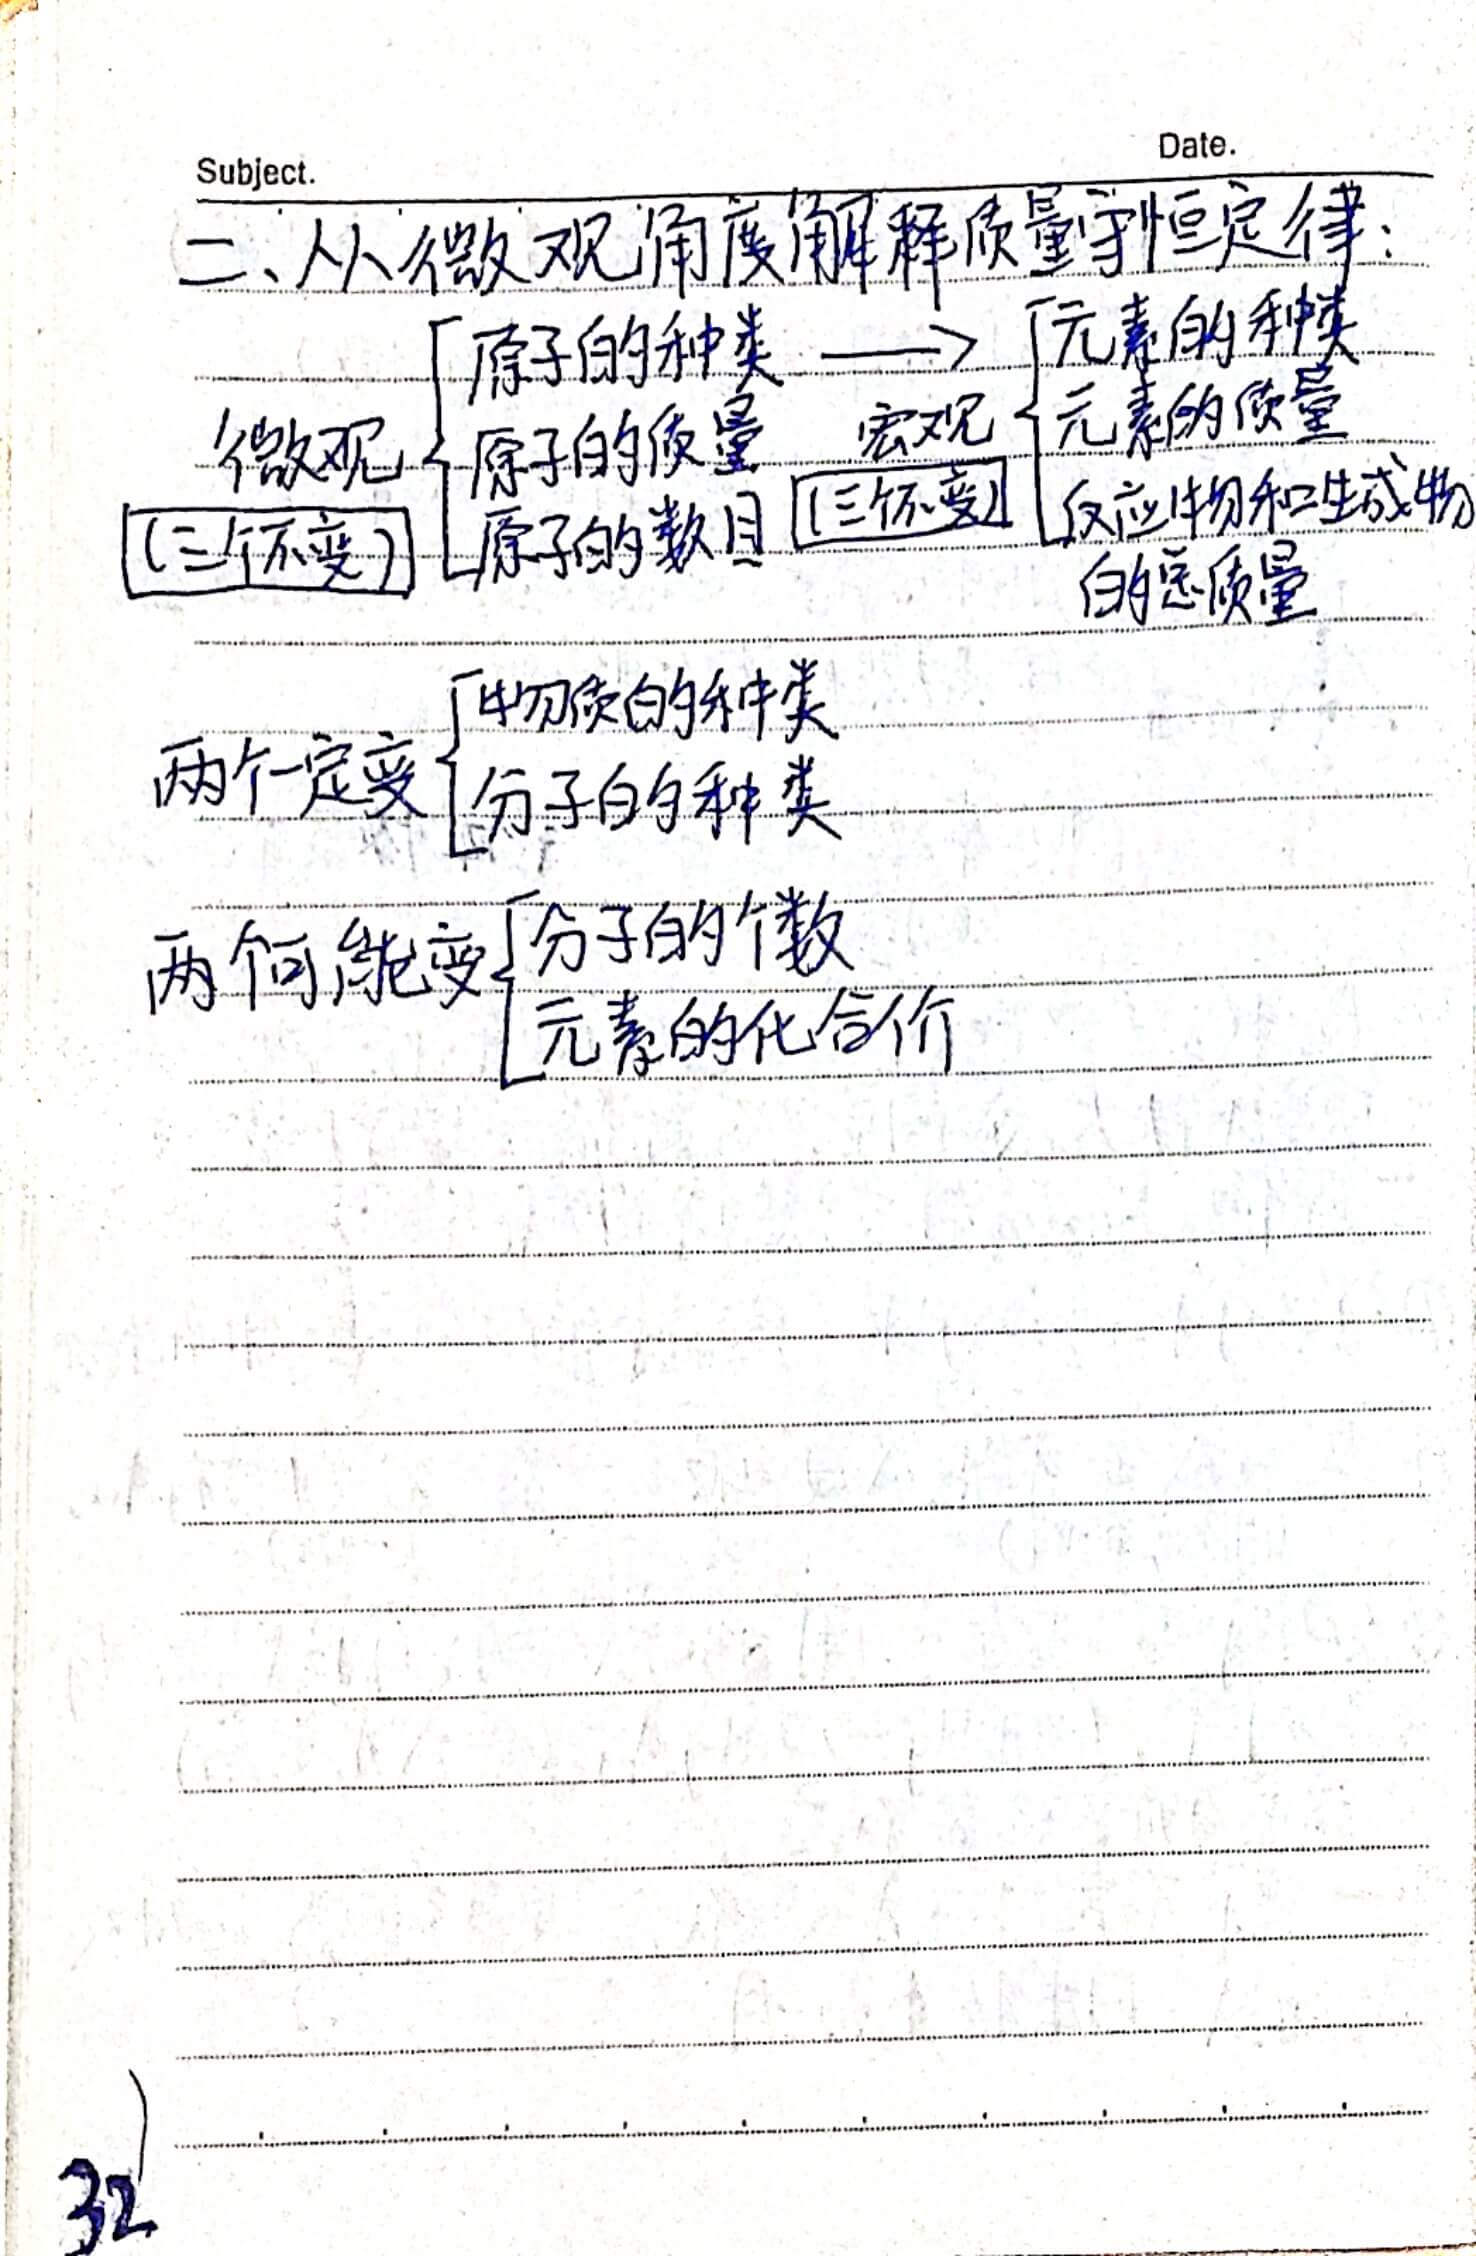 Subject.
Date.
二、从微观角度解释质量守恒定律:
微观
(三个不变)
原子的种类
原子的质量
原子的数目
宏观
(三个不变)
元素的种类
元素的质量
反应物和生成物
的总质量
两个一定变
物质的种类
分子的种类
两个可能变
分子的个数
元素的化合价
32